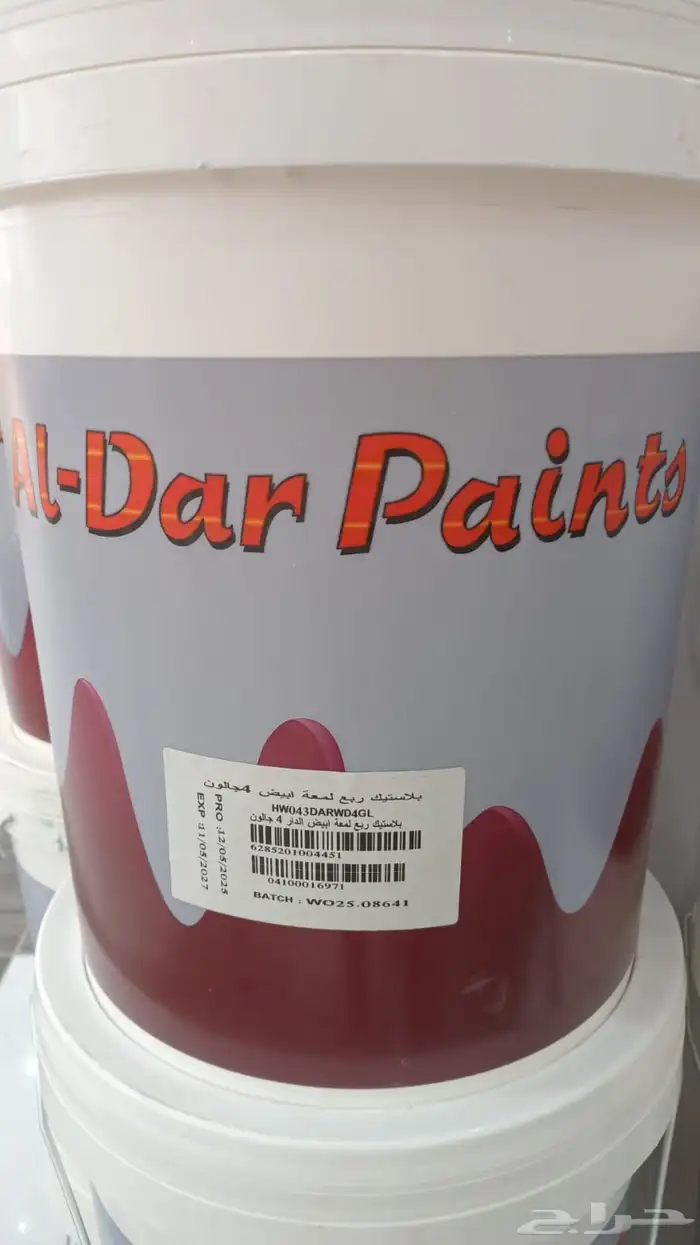 Al-Dar Paints
بلاستيك ربع لمعة ابيض 4جالون
HW043DARWD4GL
بلاستيك ربع لمعة ابيض الدار 4 جالون
6285201004451
04100016971
BATCH : WO25.08641
PRO :12/05/2025
EXP :11/05/2027
حراج